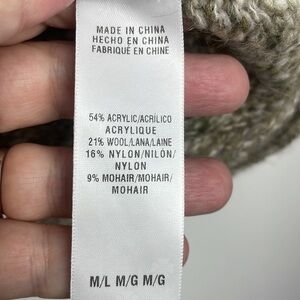 MADE IN CHINA
HECHO EN CHINA
FABRIQUÉ EN CHINE
54% ACRYLIC/ACRÍLICO
ACRYLIQUE
21% WOOL/LANA/LAINE
16% NYLON/NILÓN/
NYLON
9% MOHAIR/MOHAIR/
MOHAIR
M/L M/G M/G